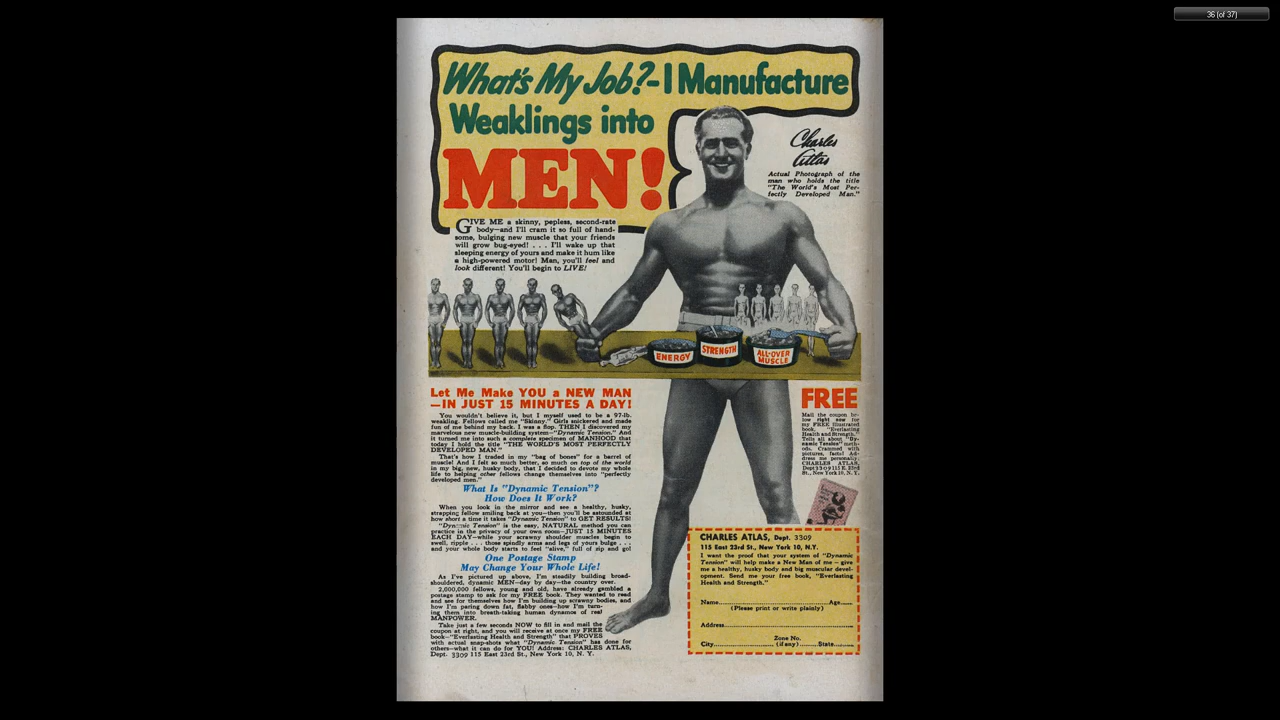 36 (of 37)
What's My Job?-I Manufacture
Weaklings into
MEN!
Charles
Atlas
Actual Photograph of the
man who holds the title
"The World's Most Per-
fectly Developed Man."
GIVE ME a skinny, pepless, second-rate
body—and I'll cram it so full of hand-
some, bulging new muscle that your friends
will grow bug-eyed! . . . I'll wake up that
sleeping energy of yours and make it hum like
a high-powered motor! Man, you'll feel and
look different! You'll begin to LIVE!
ENERGY
STRENGTH
ALL-OVER
MUSCLE
Let Me Make YOU a NEW MAN
—IN JUST 15 MINUTES A DAY!
You wouldn't believe it, but I myself used to be a 97-lb.
weakling. Fellows called me "Skinny." Girls snickered and made
fun of me behind my back. I was a flop. THEN I discovered my
marvelous new muscle-building system—"Dynamic Tension." And
it turned me into such a complete specimen of MANHOOD that
today I hold the title "THE WORLD'S MOST PERFECTLY
DEVELOPED MAN."
That's how I traded in my "bag of bones" for a barrel of
muscle! And I felt so much better, so much on top of the world
in my big, new, husky body, that I decided to devote my whole
life to helping other fellows change themselves into "perfectly
developed men."
What Is "Dynamic Tension"?
How Does It Work?
When you look in the mirror and see a healthy, husky,
strapping fellow smiling back at you—then you'll be astounded at
how short a time it takes "Dynamic Tension" to GET RESULTS!
"Dynamic Tension" is the easy, NATURAL method you can
practice in the privacy of your own room—JUST 15 MINUTES
EACH DAY—while your scrawny shoulder muscles begin to
swell, ripple . . . those spindly arms and legs of yours bulge . . .
and your whole body starts to feel "alive," full of zip and go!
One Postage Stamp
May Change Your Whole Life!
As I've pictured up above, I'm steadily building broad-
shouldered, dynamic MEN—day by day—the country over.
2,000,000 fellows, young and old, have already gambled a
postage stamp to ask for my FREE book. They wanted to read
and see for themselves how I'm building up scrawny bodies, and
how I'm paring down fat, flabby ones—how I'm turn-
ing them into breath-taking human dynamos of real
MANPOWER.
Take just a few seconds NOW to fill in and mail the
coupon at right, and you will receive at once my FREE
book—"Everlasting Health and Strength" that PROVES
with actual snap-shots what "Dynamic Tension" has done for
others—what it can do for YOU! Address: CHARLES ATLAS,
Dept. 3309 115 East 23rd St., New York 10, N. Y.
FREE
Mail the coupon be-
low right now for
my FREE illustrated
book, "Everlasting
Health and Strength."
Tells all about "Dy-
namic Tension" meth-
ods. Crammed with
pictures, facts! Ad-
dress me personally:
CHARLES ATLAS,
Dept 3309 115 E. 23rd
St., New York 10, N. Y.
CHARLES ATLAS, Dept. 3309
115 East 23rd St., New York 10, N.Y.
I want the proof that your system of "Dynamic
Tension" will help make a New Man of me — give
me a healthy, husky body and big muscular devel-
opment. Send me your free book, "Everlasting
Health and Strength."
Name..............................Age......
(Please print or write plainly)
Address..............................
Zone No.
City....................(if any)......State......